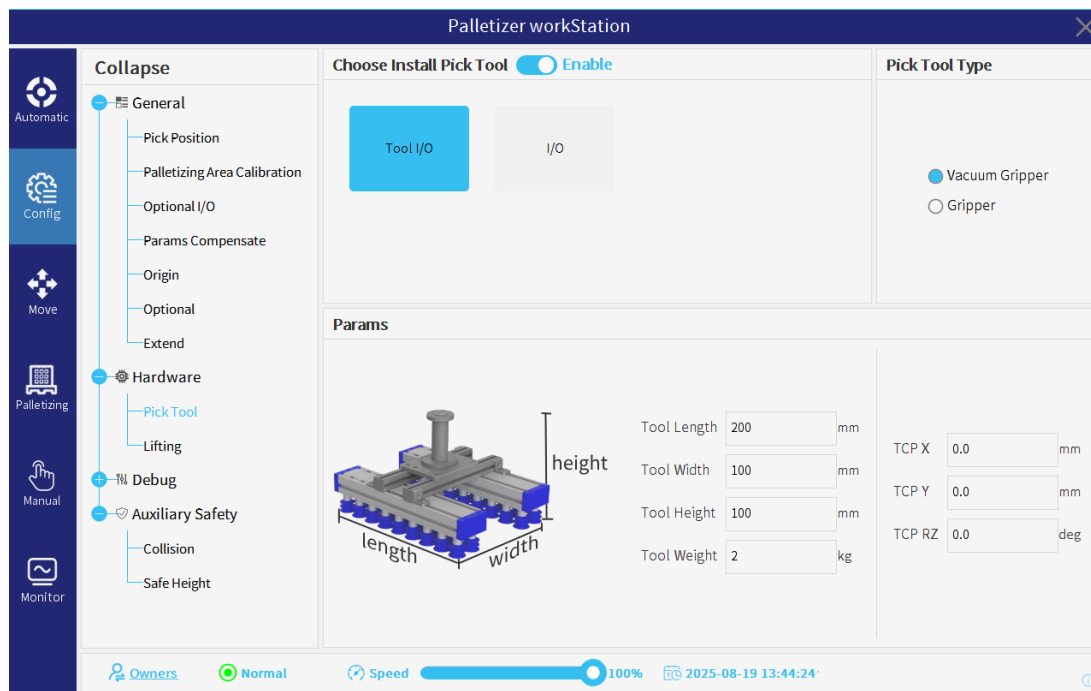 Palletizer workStation
Automatic
Config
Move
Palletizing
Manual
Monitor
Collapse
General
Pick Position
Palletizing Area Calibration
Optional I/O
Params Compensate
Origin
Optional
Extend
Hardware
Pick Tool
Lifting
Debug
Auxiliary Safety
Collision
Safe Height
Choose Install Pick Tool Enable
Tool I/O I/O
Pick Tool Type
Vacuum Gripper
Gripper
Params
height
length
width
Tool Length 200 mm
Tool Width 100 mm
Tool Height 100 mm
Tool Weight 2 kg
TCP X 0.0 mm
TCP Y 0.0 mm
TCP RZ 0.0 deg
Owners Normal Speed 100% 2025-08-19 13:44:24